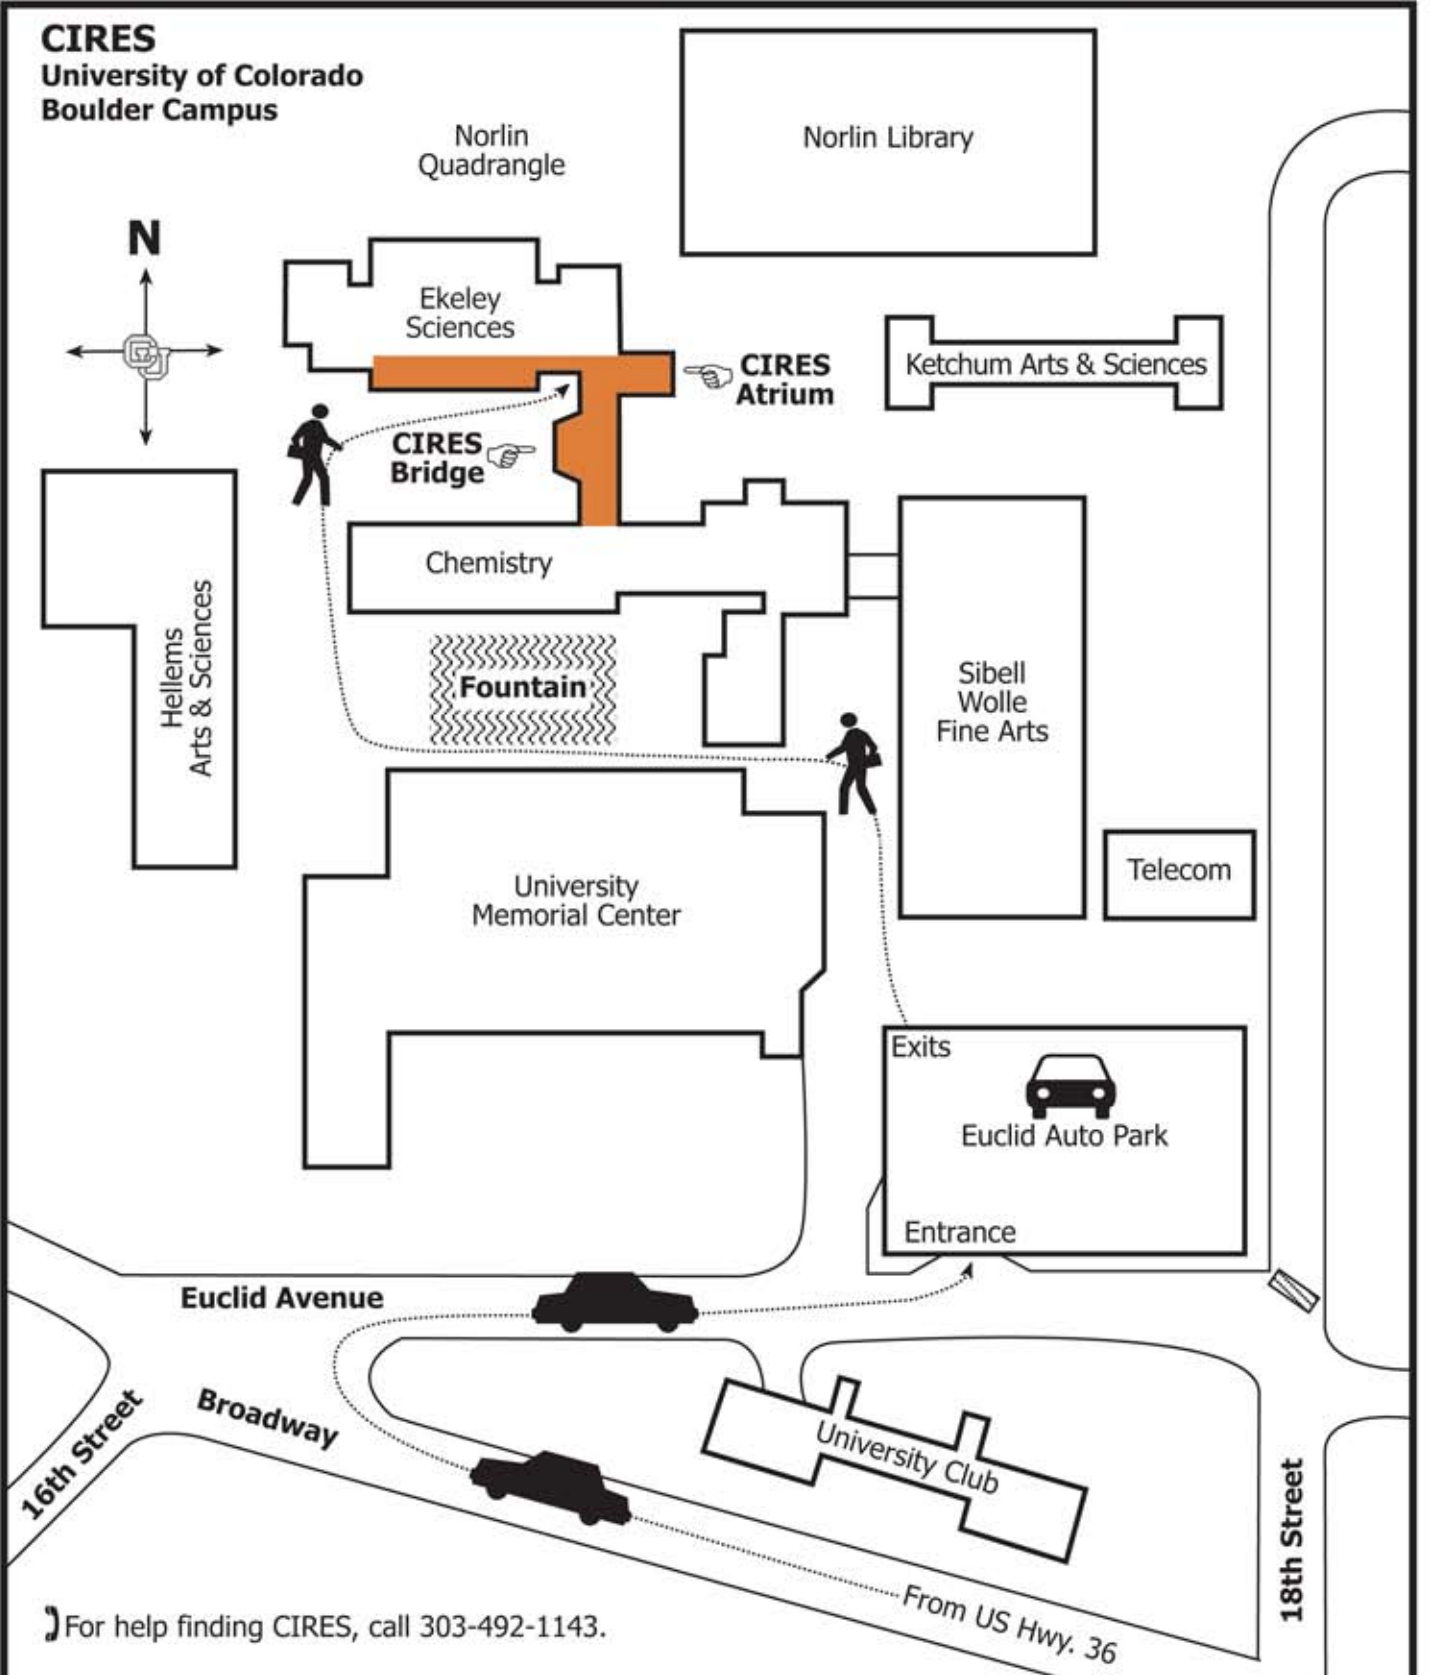 CIRES
University of Colorado
Boulder Campus
Norlin
Quadrangle
Norlin Library
N
Ekeley
Sciences
CIRES
Atrium
Ketchum Arts & Sciences
CIRES
Bridge
Hellems
Arts & Sciences
Chemistry
Fountain
Sibell
Wolle
Fine Arts
Telecom
University
Memorial Center
Exits
Euclid Auto Park
Entrance
Euclid Avenue
16th Street
Broadway
University Club
18th Street
From US Hwy. 36
For help finding CIRES, call 303-492-1143.